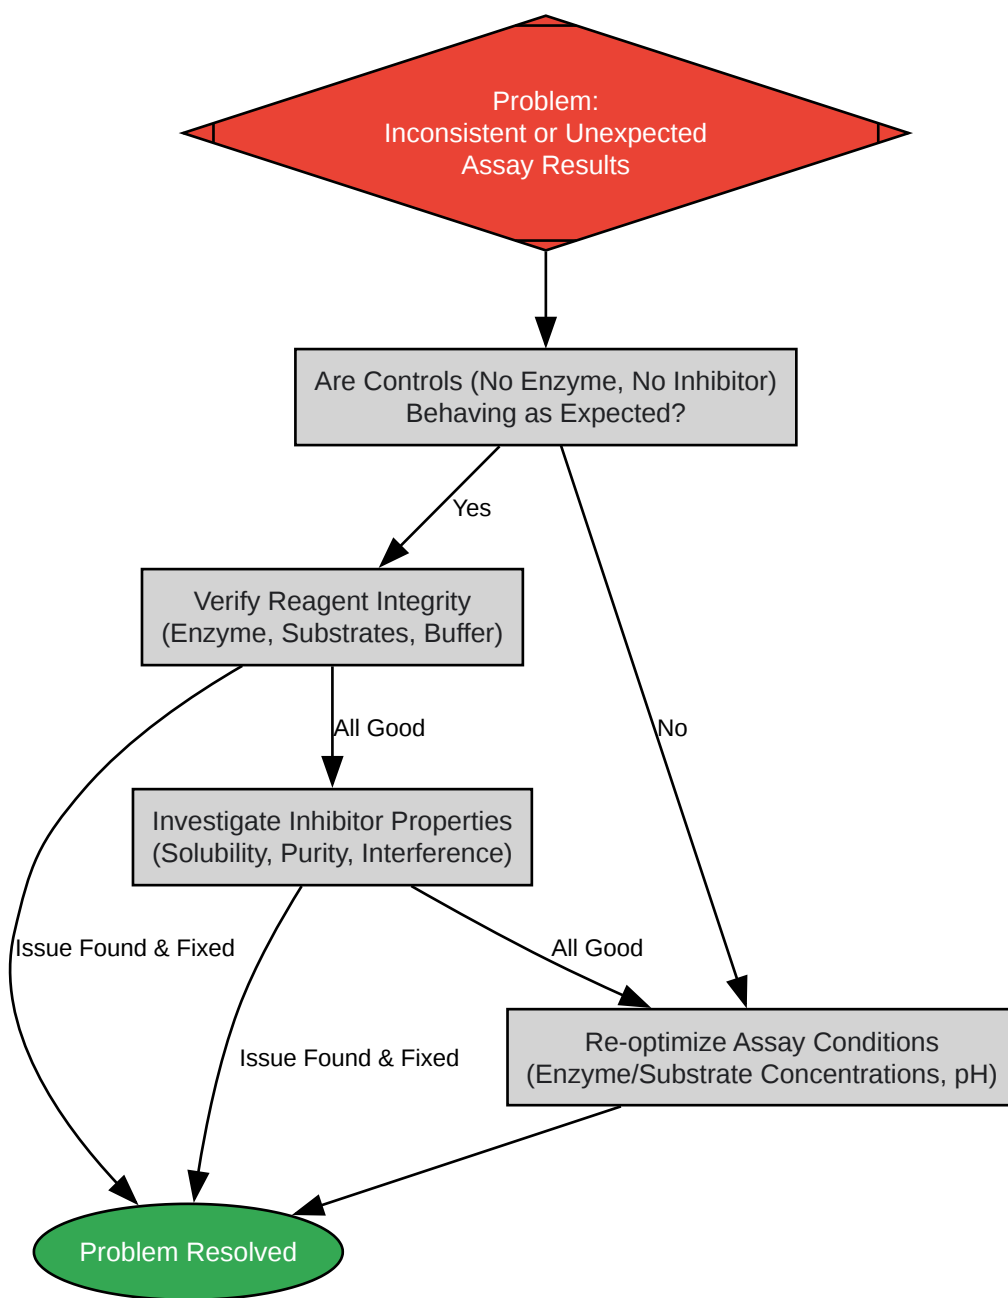 Problem:
Inconsistent or Unexpected
Assay Results
Are Controls (No Enzyme, No Inhibitor)
Behaving as Expected?
Yes
Verify Reagent Integrity
(Enzyme, Substrates, Buffer)
All Good
No
Investigate Inhibitor Properties
(Solubility, Purity, Interference)
Issue Found & Fixed
All Good
Re-optimize Assay Conditions
(Enzyme/Substrate Concentrations, pH)
Issue Found & Fixed
Problem Resolved